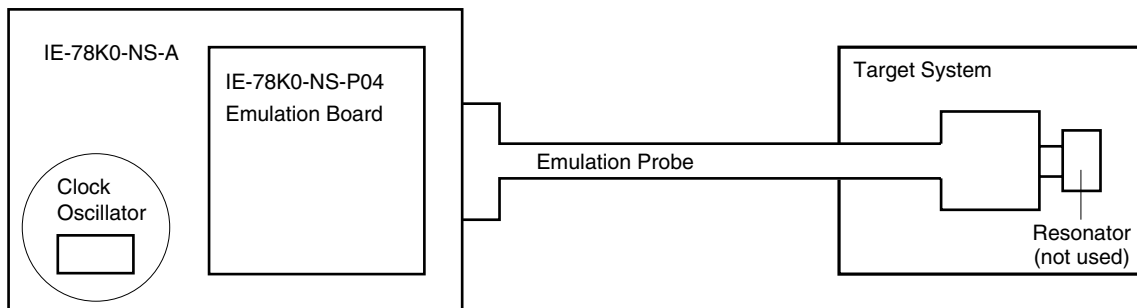 IE-78K0-NS-A
IE-78K0-NS-P04
Emulation Board
Clock
Oscillator
Emulation Probe
Target System
Resonator
(not used)